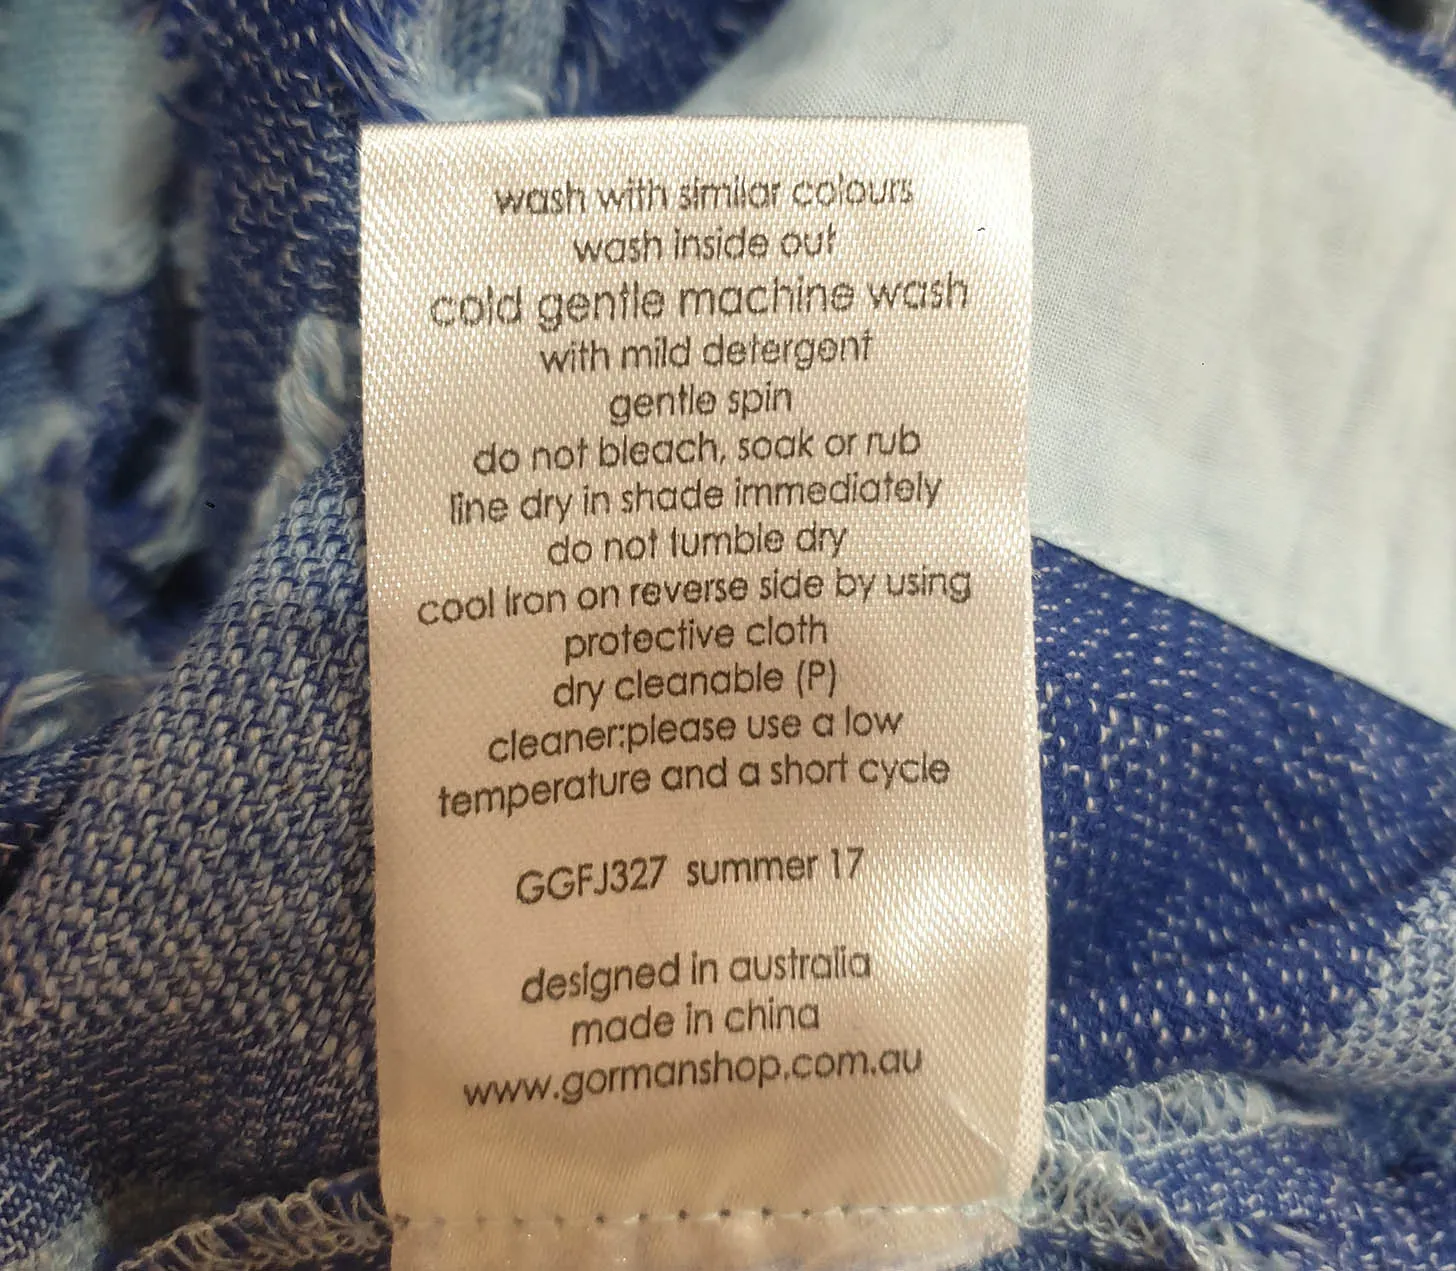 wash with similar colours
wash inside out
cold gentle machine wash
with mild detergent
gentle spin
do not bleach, soak or rub
line dry in shade immediately
do not tumble dry
cool iron on reverse side by using
protective cloth
dry cleanable (P)
cleaner:please use a low
temperature and a short cycle
GGFJ327 summer 17
designed in australia
made in china
www.gormanshop.com.au